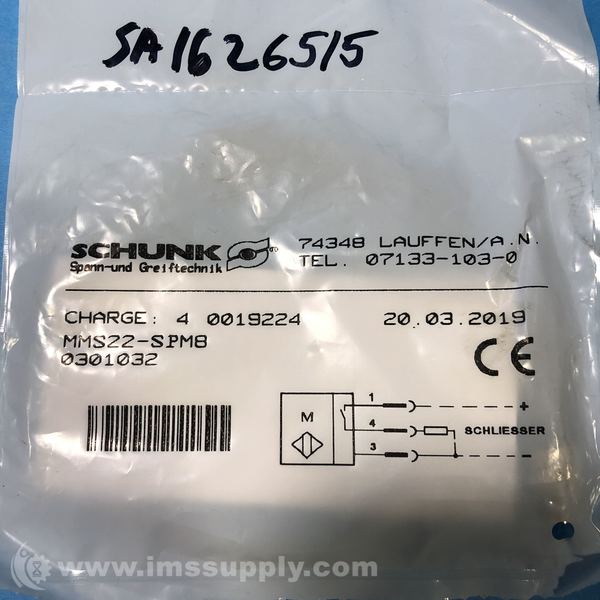 SA1626515
SCHUNK
Spann-und Greiftechnik
74348 LAUFFEN/A.N.
TEL. 07133-103-0
CHARGE: 4 0019224
20.03.2019
MMS22-SPM8
0301032
CE
M
1 +
4 SCHLIESSER
3 −
www.imssupply.com